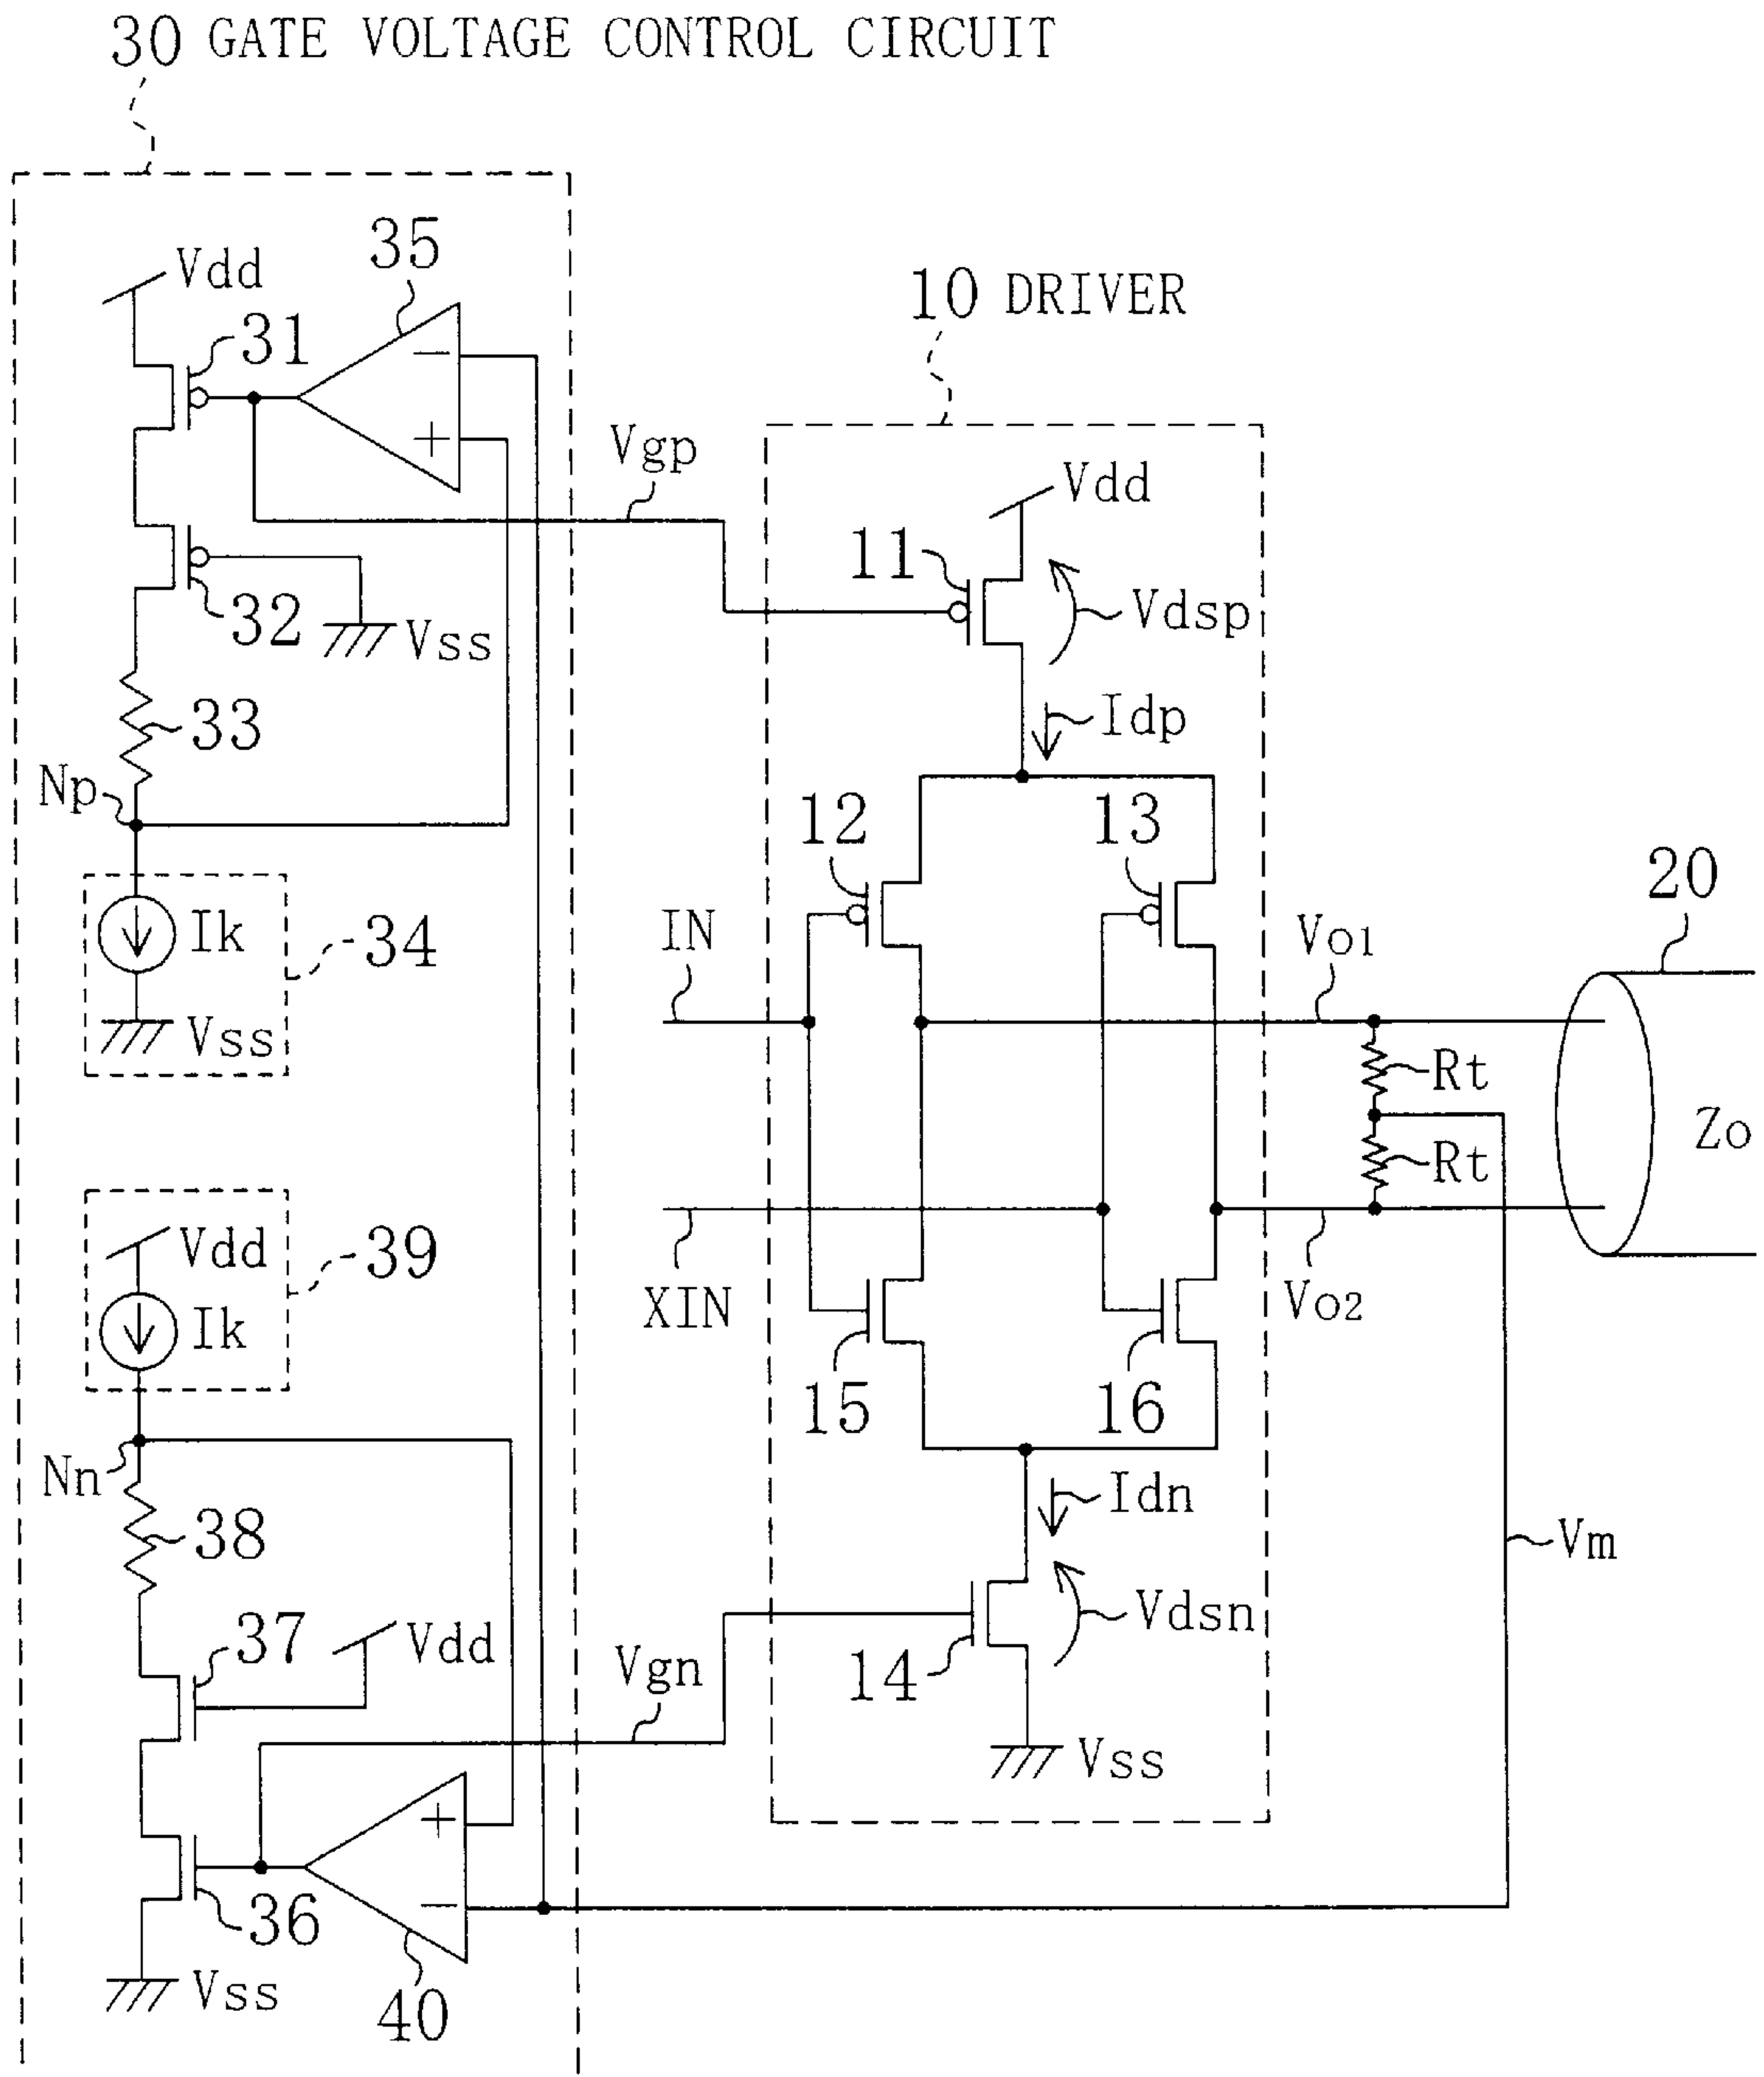 30 GATE VOLTAGE CONTROL CIRCUIT
35
Vdd
10 DRIVER
31
Vgp
Vdd
11
Vdsp
32
Vss
Idp
33
Np
12
13
20
Ik
34
IN
Vo1
Vss
Rt
Zo
Rt
Vdd
39
XIN
Vo2
Ik
15
16
Nn
Idn
38
Vm
37
Vdd
Vdsn
14
Vgn
Vss
36
Vss
40
+
−
+
−